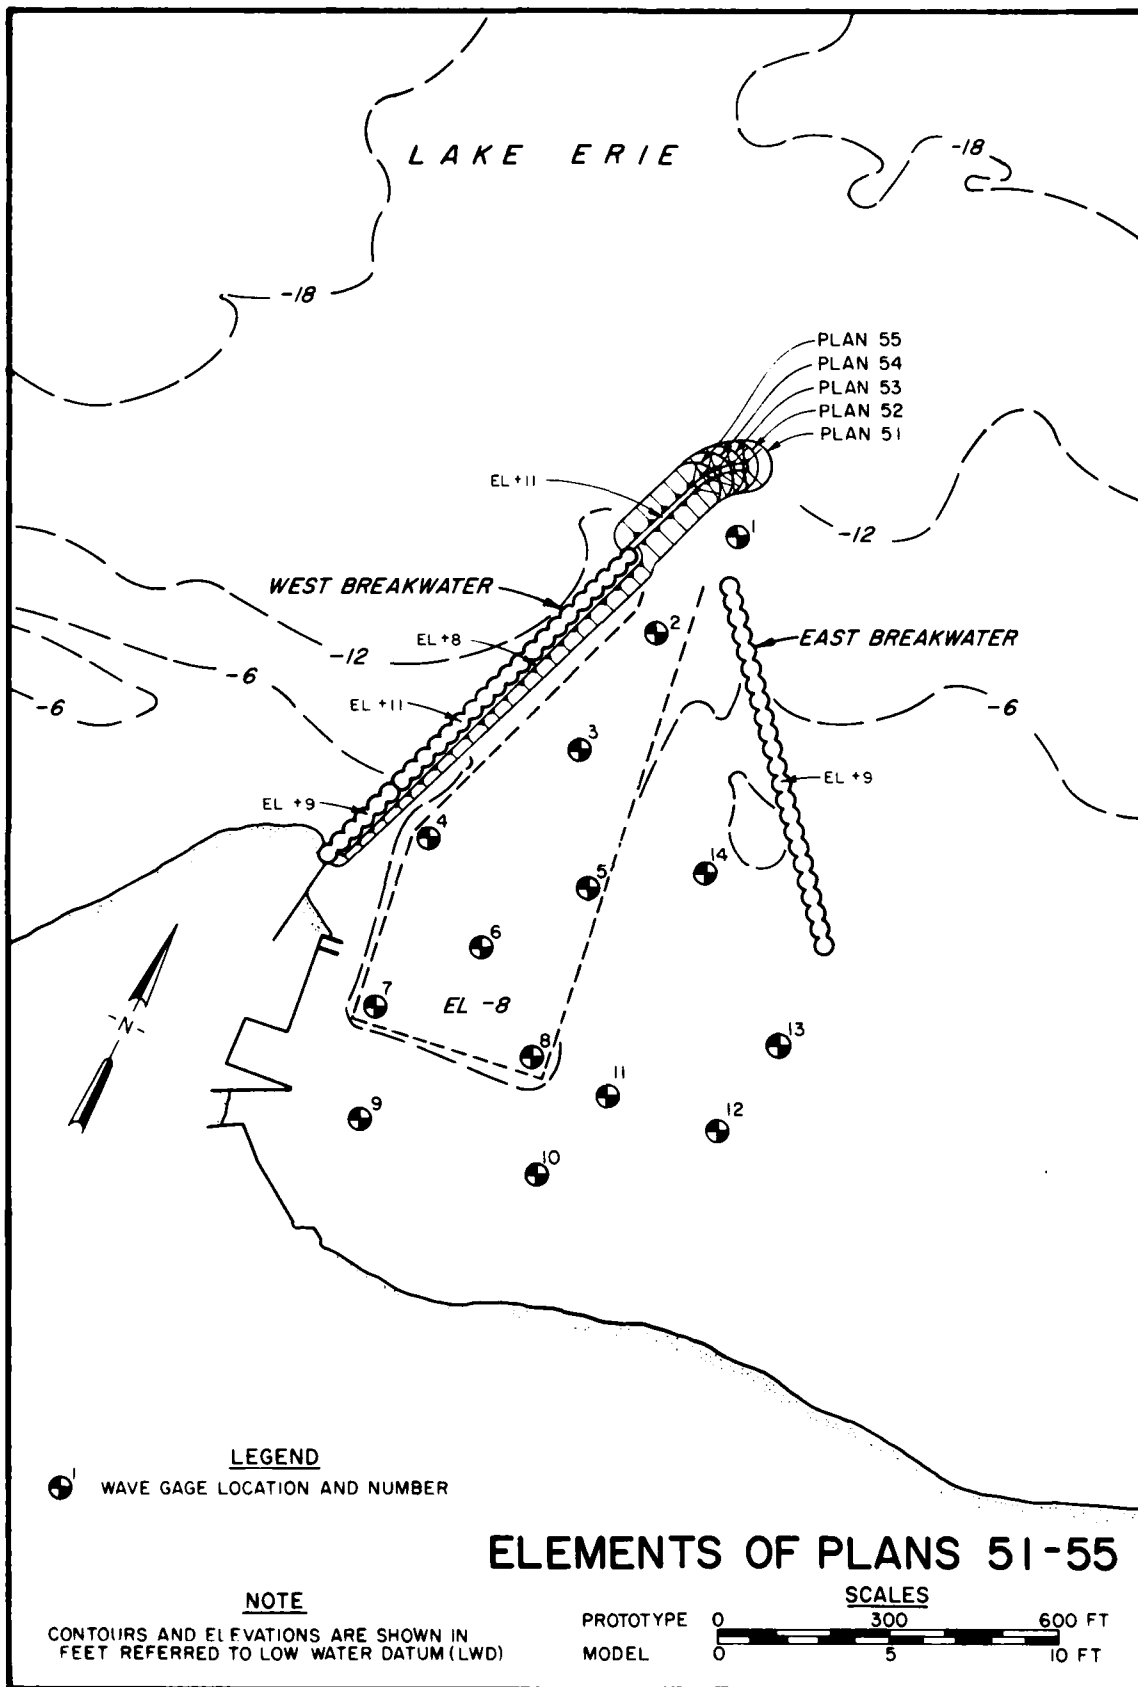 LAKE ERIE
-18
-18
PLAN 55
PLAN 54
PLAN 53
PLAN 52
PLAN 51
EL +11
1
-12
WEST BREAKWATER
2
EAST BREAKWATER
EL +8
-12
-6
-6
-6
EL +11
3
EL +9
EL +9
4
14
5
6
7
EL -8
-N-
8
13
11
9
12
10
LEGEND
1
WAVE GAGE LOCATION AND NUMBER
ELEMENTS OF PLANS 51-55
NOTE
CONTOURS AND ELEVATIONS ARE SHOWN IN
FEET REFERRED TO LOW WATER DATUM (LWD)
SCALES
PROTOTYPE 0 300 600 FT
MODEL 0 5 10 FT